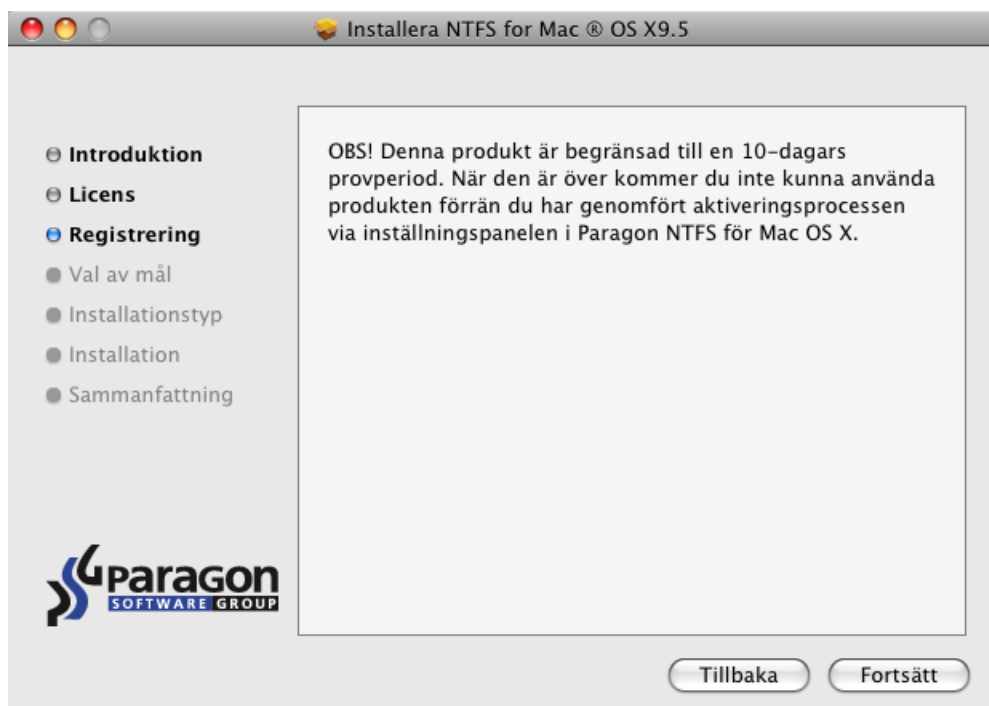 Installera NTFS for Mac ® OS X9.5
Introduktion
Licens
Registrering
Val av mål
Installationstyp
Installation
Sammanfattning
OBS! Denna produkt är begränsad till en 10-dagars
provperiod. När den är över kommer du inte kunna använda
produkten förrän du har genomfört aktiveringsprocessen
via inställningspanelen i Paragon NTFS för Mac OS X.
Paragon
SOFTWARE GROUP
Tillbaka
Fortsätt